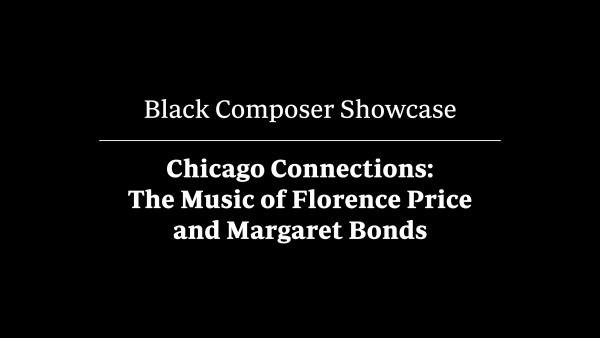 Black Composer Showcase
Chicago Connections:
The Music of Florence Price
and Margaret Bonds